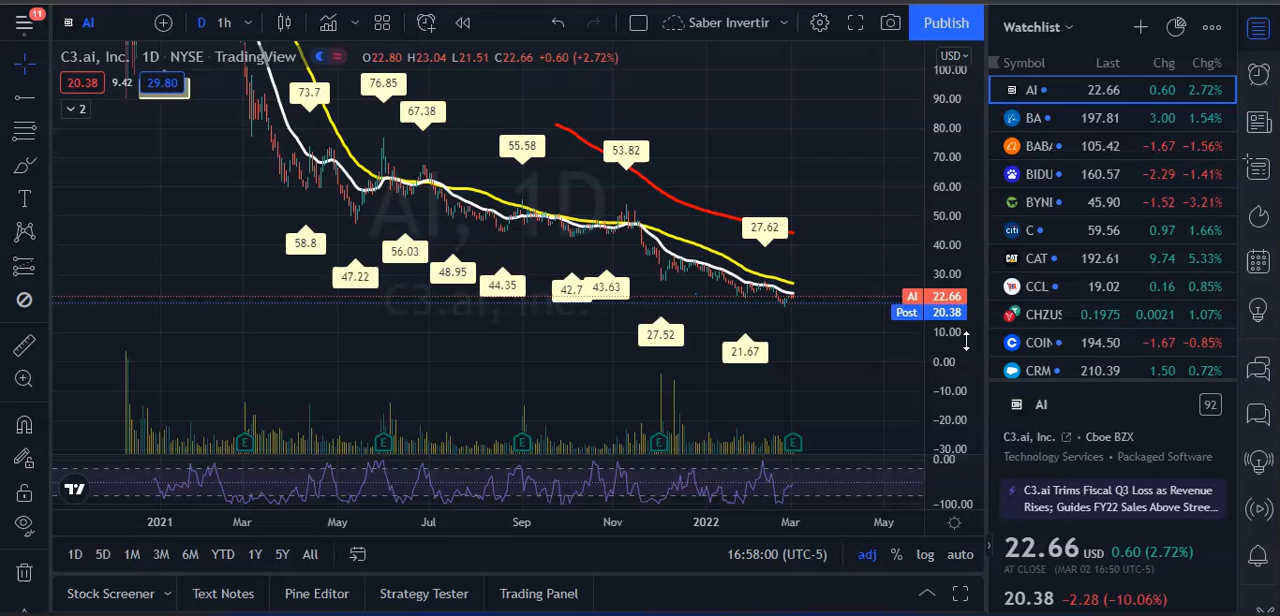 11
AI
D
1h
Saber Invertir
Publish
C3.ai, Inc. 1D NYSE TradingView
O22.80 H23.04 L21.51 C22.66 +0.60 (+2.72%)
20.38
9.42
29.80
2
USD
100.00
90.00
80.00
70.00
60.00
50.00
40.00
30.00
10.00
0.00
−10.00
−20.00
−30.00
0.00
−100.00
AI 22.66
Post 20.38
AI, 1D
C3.ai, Inc.
73.7
76.85
67.38
55.58
53.82
27.62
58.8
47.22
56.03
48.95
44.35
42.7
43.63
27.52
21.67
E
E
E
E
E
2021
Mar
May
Jul
Sep
Nov
2022
Mar
May
1D
5D
1M
3M
6M
YTD
1Y
5Y
All
16:58:00 (UTC-5)
adj
%
log
auto
Stock Screener
Text Notes
Pine Editor
Strategy Tester
Trading Panel
Watchlist
Symbol Last Chg Chg%
AI 22.66 0.60 2.72%
BA 197.81 3.00 1.54%
BABA 105.42 −1.67 −1.56%
BIDU 160.57 −2.29 −1.41%
BYNI 45.90 −1.52 −3.21%
C 59.56 0.97 1.66%
CAT 192.61 9.74 5.33%
CCL 19.02 0.16 0.85%
CHZUS 0.1975 0.0021 1.07%
COIN 194.50 −1.67 −0.85%
CRM 210.39 1.50 0.72%
AI
92
C3.ai, Inc. Cboe BZX
Technology Services • Packaged Software
C3.ai Trims Fiscal Q3 Loss as Revenue
Rises; Guides FY22 Sales Above Stree...
22.66 USD 0.60 (2.72%)
AT CLOSE (MAR 02 16:50 UTC-5)
20.38 −2.28 (−10.06%)